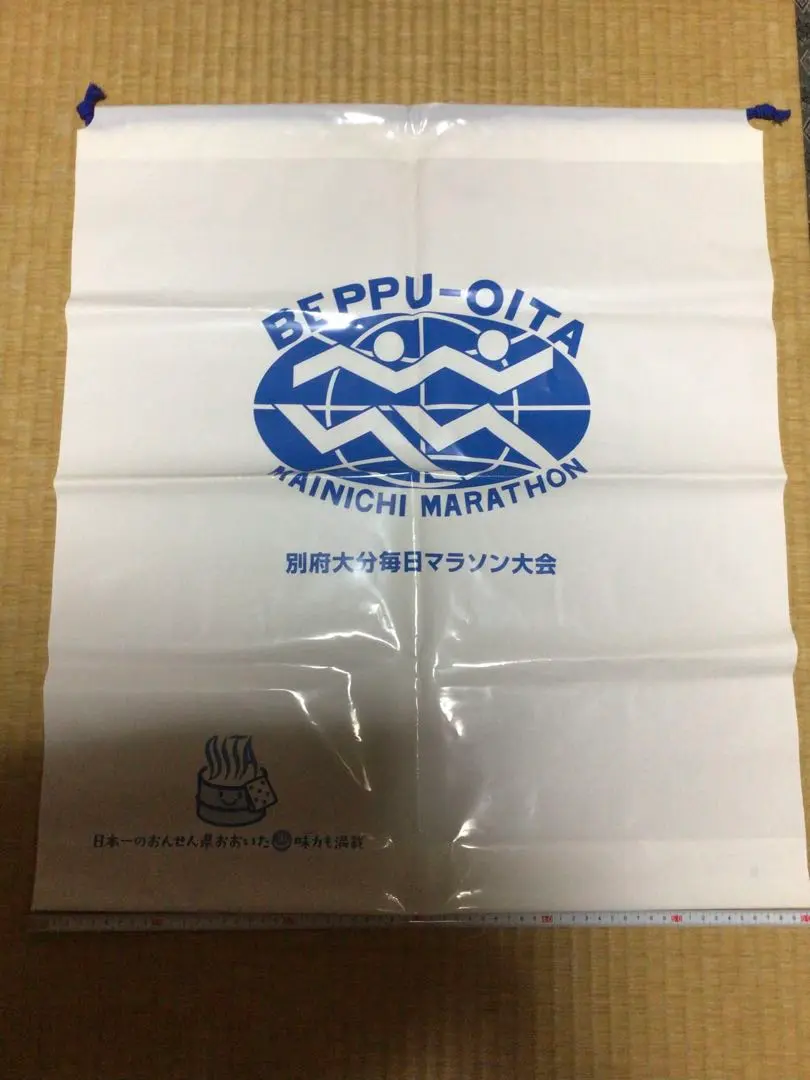 BEPPU-OITA
MAINICHI MARATHON
別府大分毎日マラソン大会
OITA
日本一のおんせん県おおいた♨味力も満載